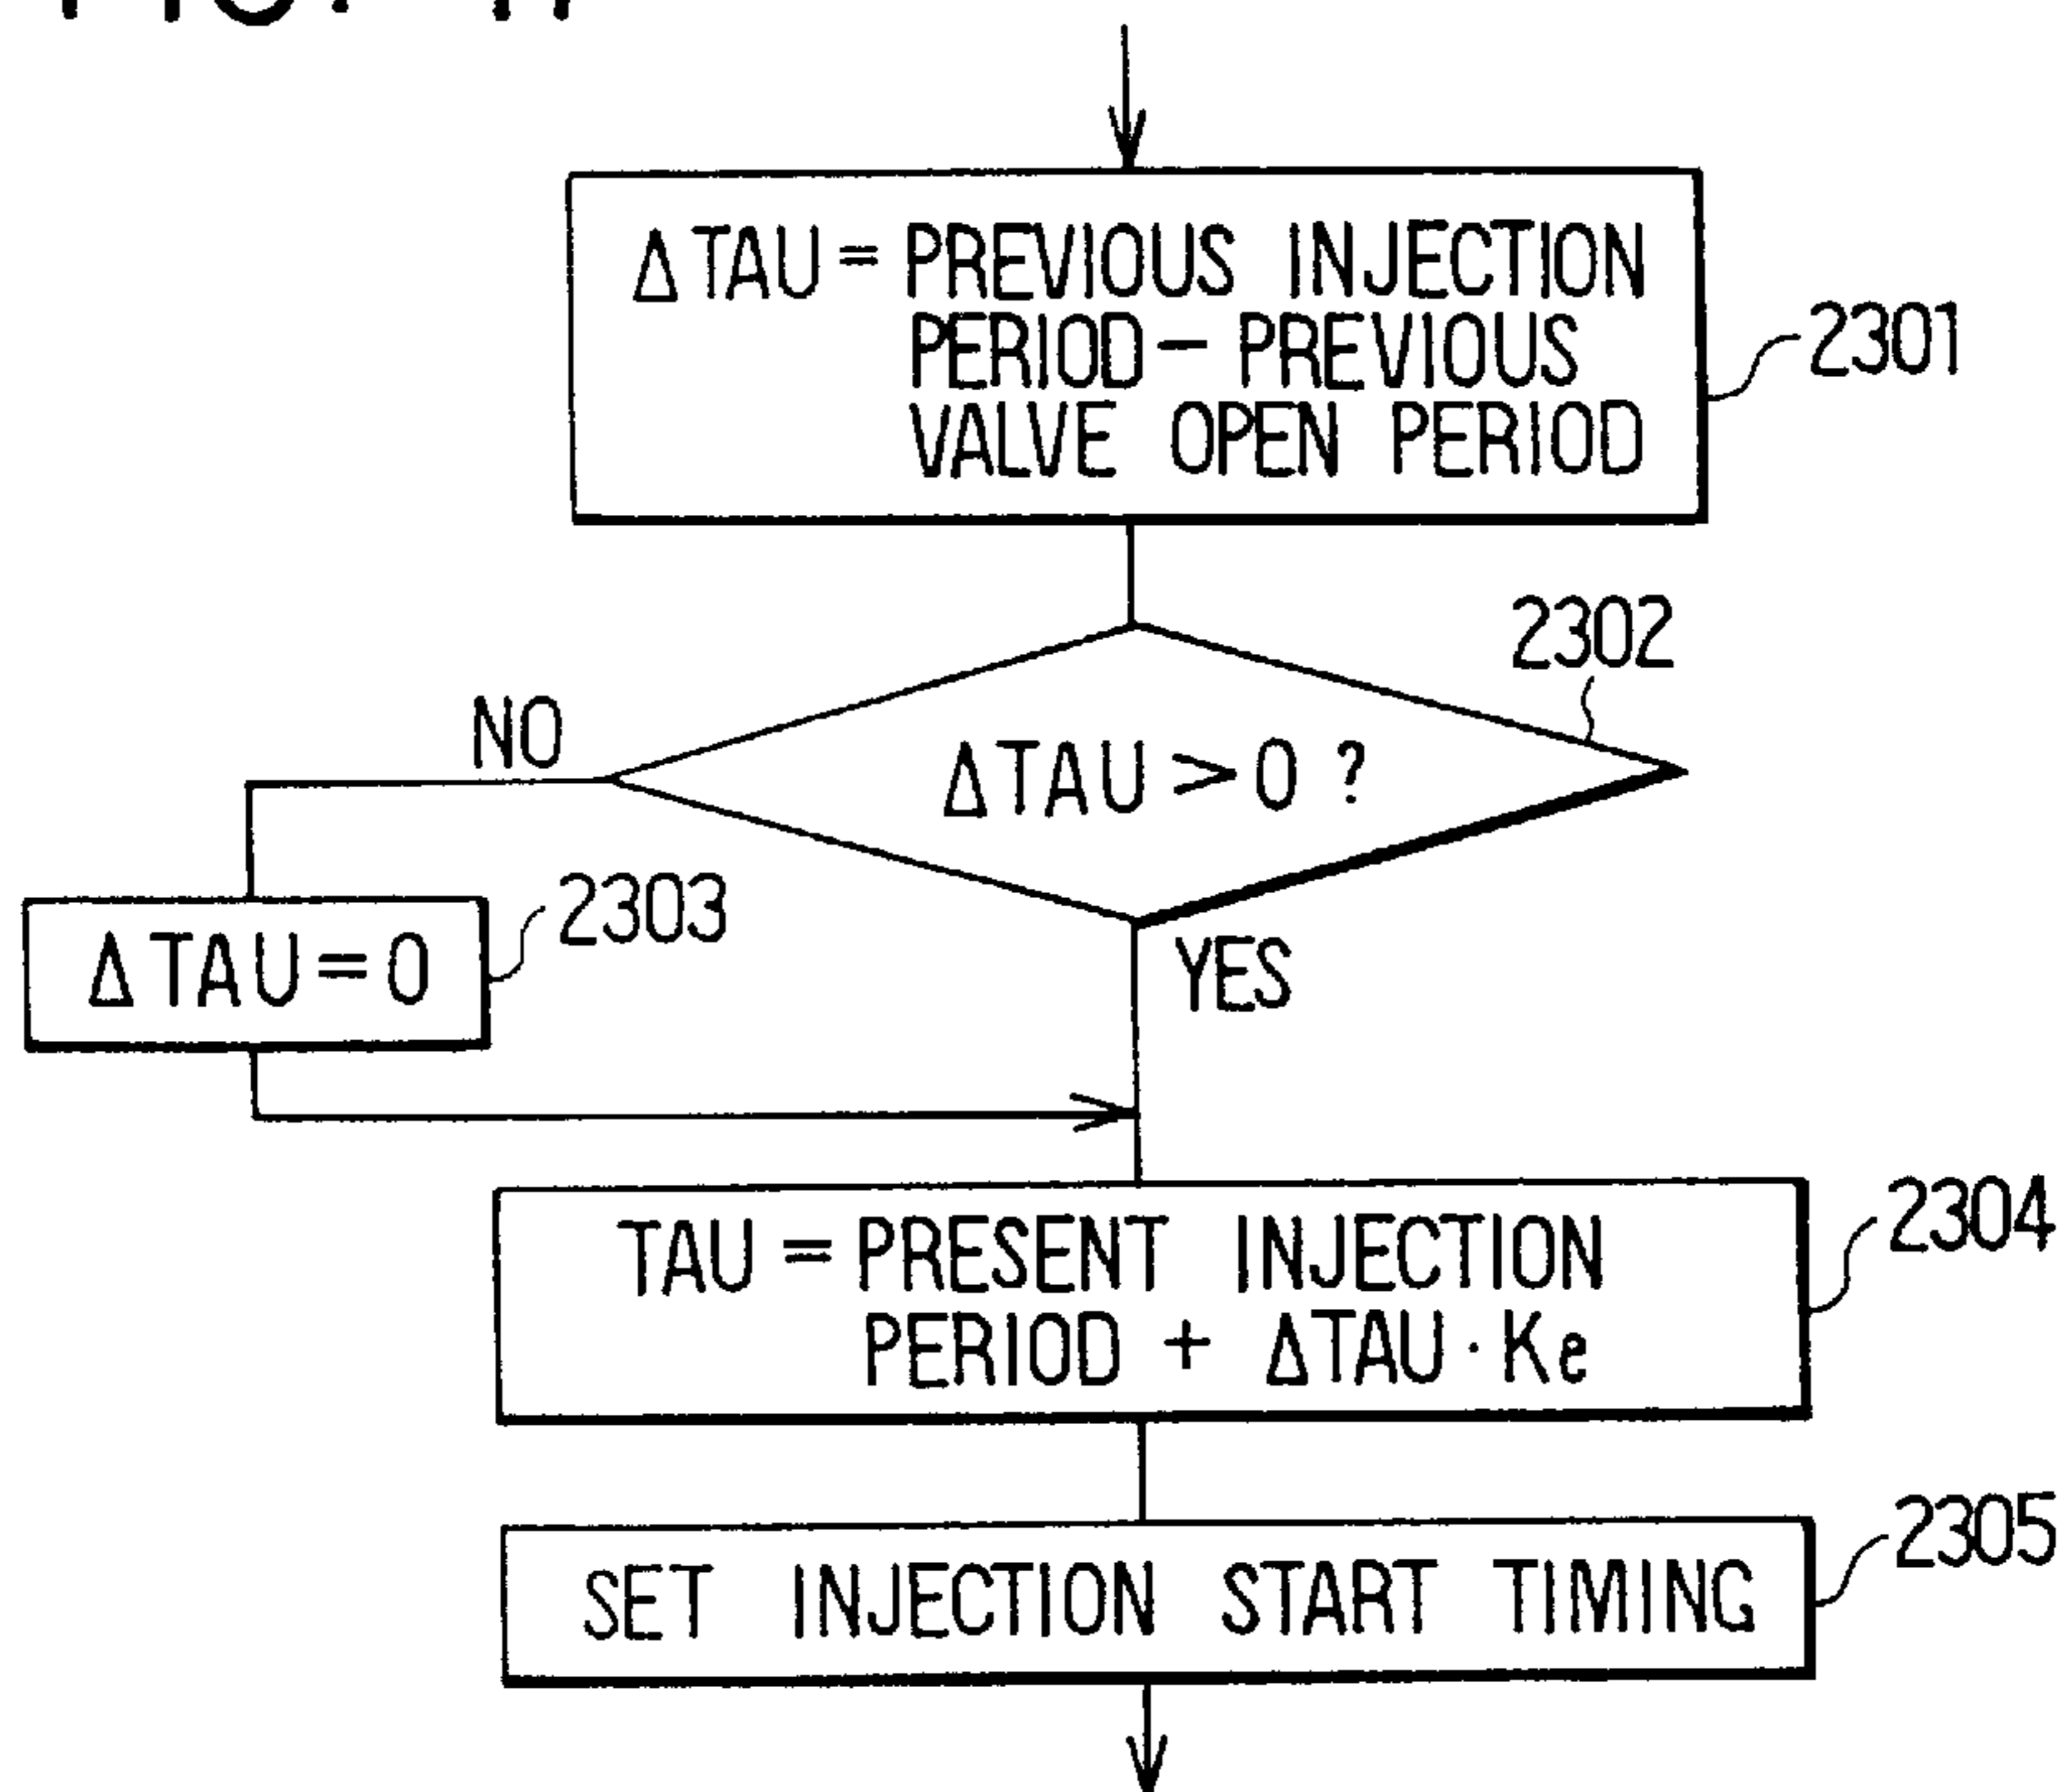 ΔTAU = PREVIOUS INJECTION
PERIOD − PREVIOUS
VALVE OPEN PERIOD
2301
2302
NO
ΔTAU > 0 ?
2303
ΔTAU = 0
YES
2304
TAU = PRESENT INJECTION
PERIOD + ΔTAU · Ke
2305
SET INJECTION START TIMING